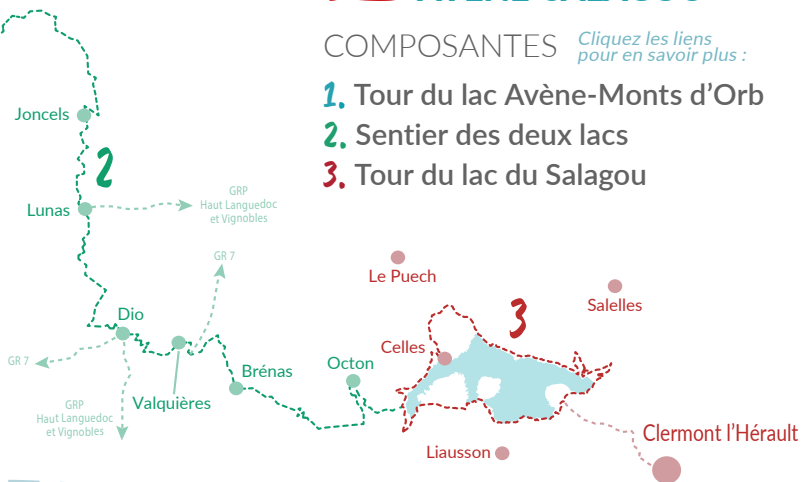 COMPOSANTES
Cliquez les liens
pour en savoir plus :
1. Tour du lac Avène-Monts d’Orb
2. Sentier des deux lacs
3. Tour du lac du Salagou
Joncels
2
Lunas
GRP
Haut Languedoc
et Vignobles
GR 7
Le Puech
Salelles
3
Dio
Celles
GR 7
Brénas
Octon
Valquières
GRP
Haut Languedoc
et Vignobles
Liausson
Clermont l’Hérault